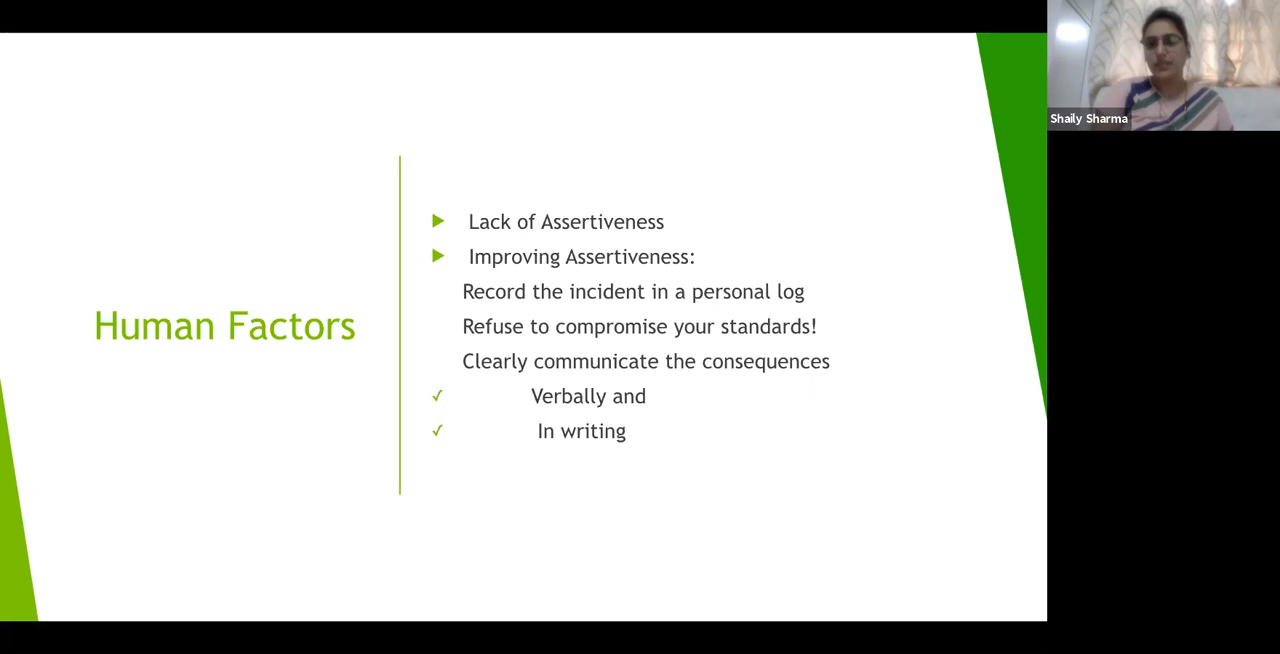 Human Factors
Lack of Assertiveness
Improving Assertiveness:
Record the incident in a personal log
Refuse to compromise your standards!
Clearly communicate the consequences
Verbally and
In writing
Shaily Sharma